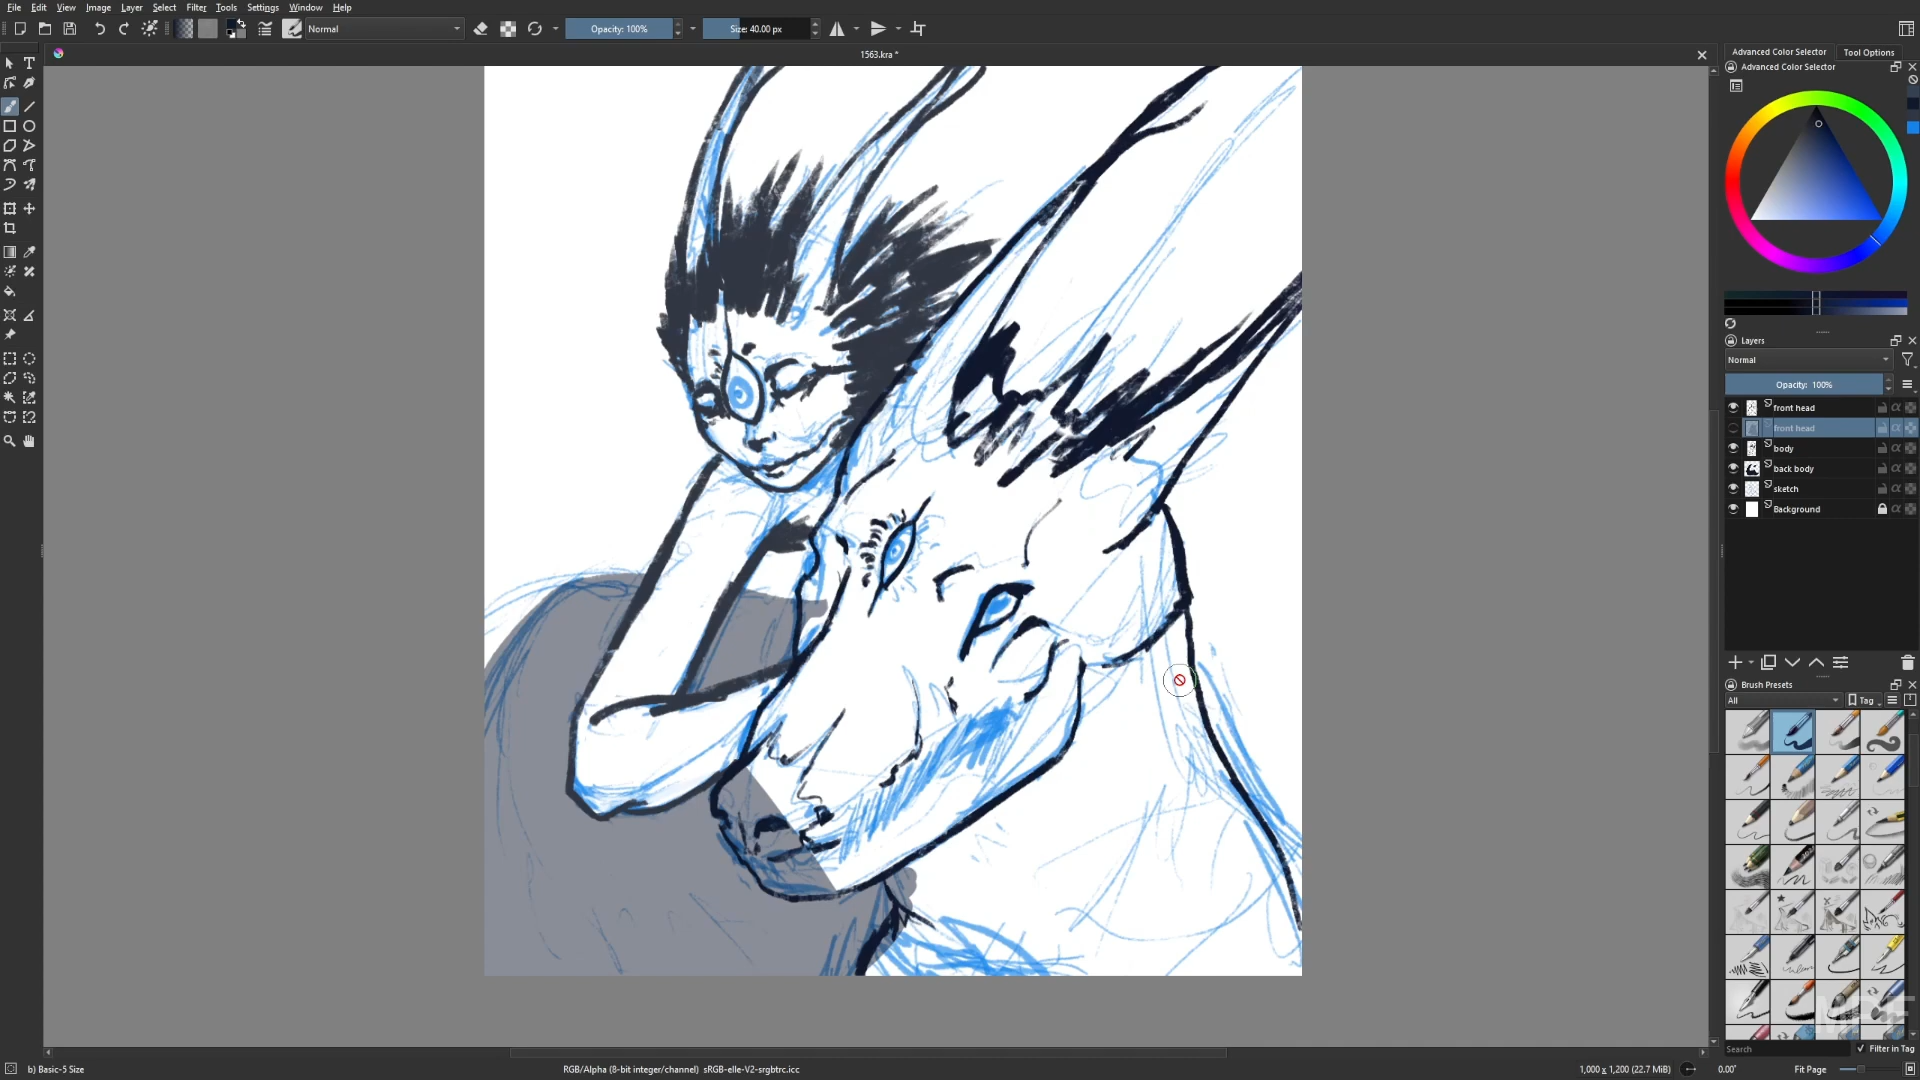 File Edit View Image Layer Select Filter Tools Settings Window Help
Normal Opacity: 100% Size: 40.00 px
1563.kra *
Advanced Color Selector Tool Options
Advanced Color Selector
Layers
Normal
Opacity: 100%
front head
front head
body
back body
sketch
Background
Brush Presets
All Tag
Search Filter in Tag
b) Basic-5 Size RGB/Alpha (8-bit integer/channel) sRGB-elle-V2-srgbtrc.icc 1,000 x 1,200 (22.7 MiB) 0.00° Fit Page